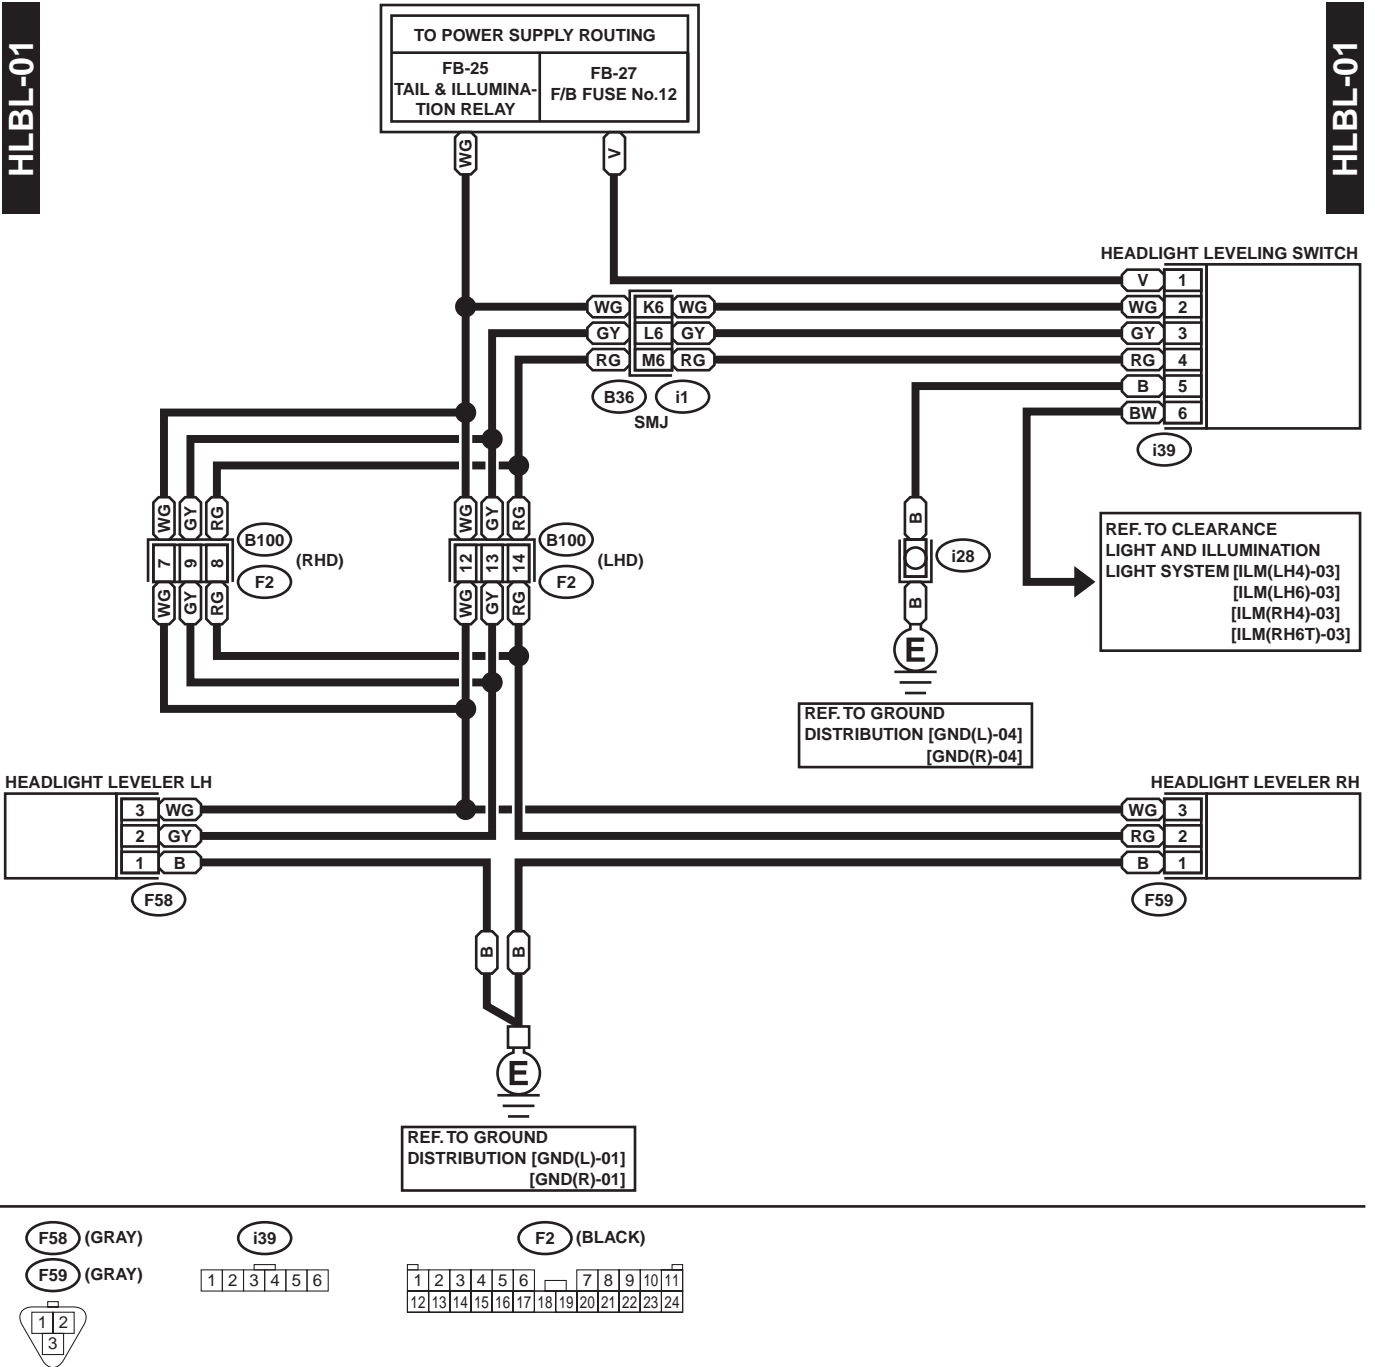 HLBL-01
HLBL-01
TO POWER SUPPLY ROUTING
FB-25
TAIL & ILLUMINA-
TION RELAY
FB-27
F/B FUSE No.12
WG
V
HEADLIGHT LEVELING SWITCH
V 1
WG K6 WG
WG 2
GY L6 GY
GY 3
RG M6 RG
RG 4
B 5
BW 6
B36 i1
SMJ
i39
WG GY RG
7 9 8
WG GY RG
B100
(RHD)
F2
WG GY RG
12 13 14
WG GY RG
B100
(LHD)
F2
B
i28
B
E
REF. TO CLEARANCE
LIGHT AND ILLUMINATION
LIGHT SYSTEM [ILM(LH4)-03]
[ILM(LH6)-03]
[ILM(RH4)-03]
[ILM(RH6T)-03]
REF. TO GROUND
DISTRIBUTION [GND(L)-04]
[GND(R)-04]
HEADLIGHT LEVELER LH
3 WG
2 GY
1 B
F58
HEADLIGHT LEVELER RH
WG 3
RG 2
B 1
F59
B B
E
REF. TO GROUND
DISTRIBUTION [GND(L)-01]
[GND(R)-01]
F58 (GRAY)
F59 (GRAY)
1 2
3
i39
1 2 3 4 5 6
F2 (BLACK)
1 2 3 4 5 6 7 8 9 10 11
12 13 14 15 16 17 18 19 20 21 22 23 24